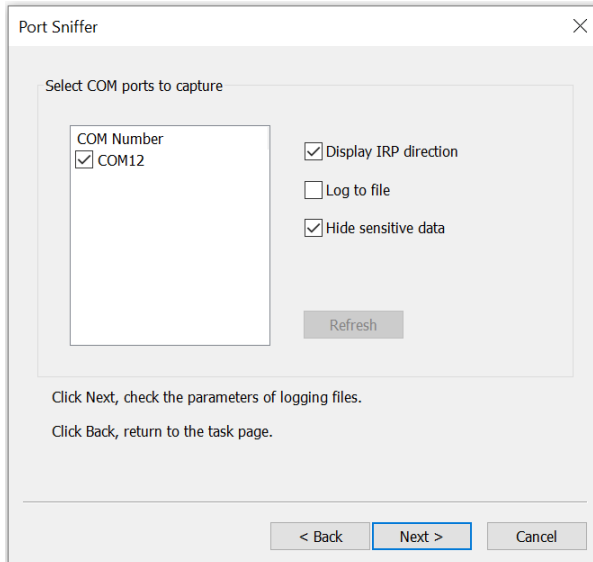 Port Sniffer
Select COM ports to capture
COM Number
COM12
Display IRP direction
Log to file
Hide sensitive data
Refresh
Click Next, check the parameters of logging files.
Click Back, return to the task page.
< Back
Next >
Cancel